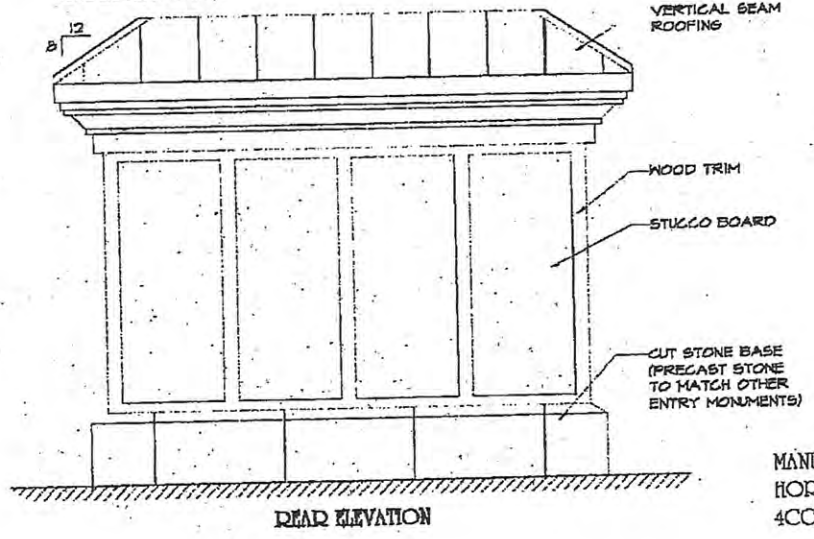 VERTICAL SEAM
ROOFING
12
8
WOOD TRIM
STUCCO BOARD
CUT STONE BASE
(PRECAST STONE
TO MATCH OTHER
ENTRY MONUMENTS)
REAR ELEVATION